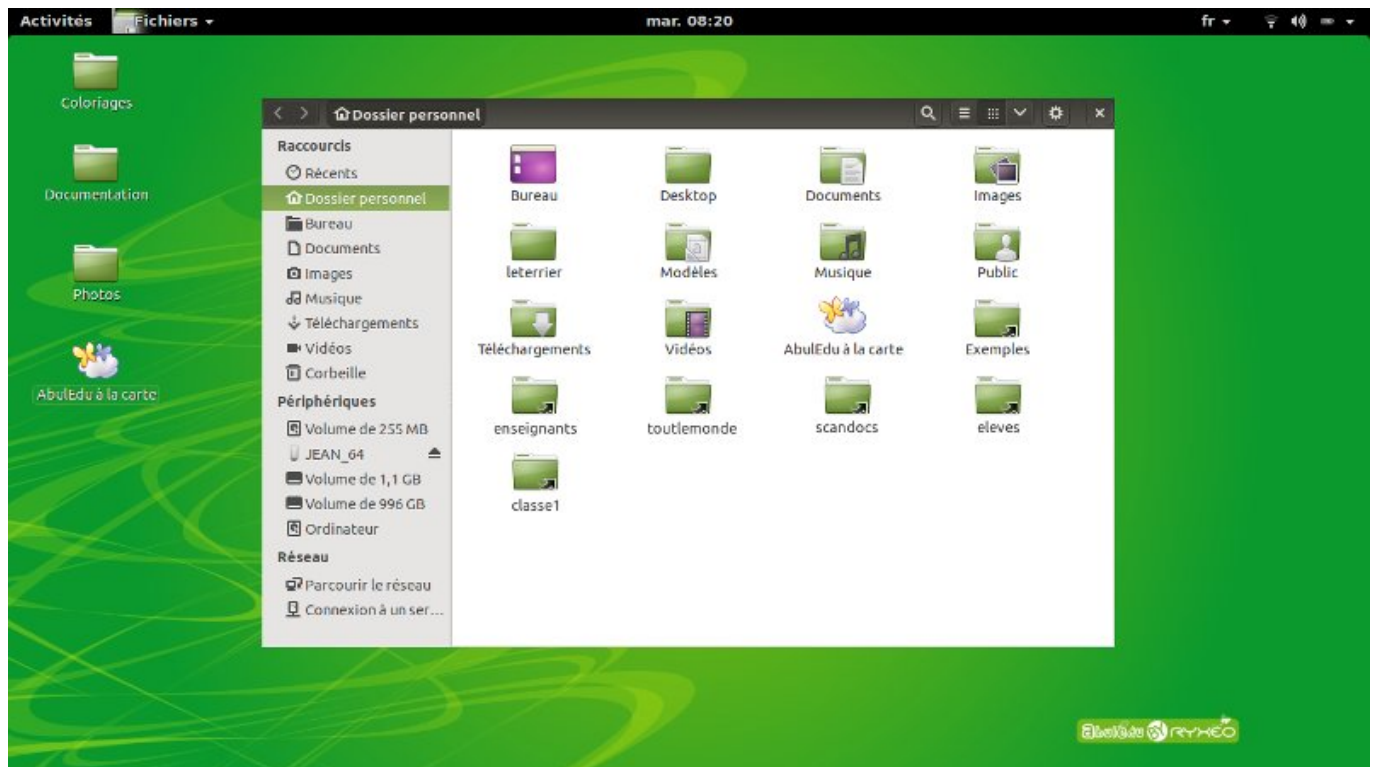 Activités
Fichiers
mar. 08:20
fr
Coloriages
Documentation
Photos
AbulEdu à la carte
Dossier personnel
Raccourcis
Récents
Dossier personnel
Bureau
Documents
Images
Musique
Téléchargements
Vidéos
Corbeille
Périphériques
Volume de 255 MB
JEAN_64
Volume de 1,1 GB
Volume de 996 GB
Ordinateur
Réseau
Parcourir le réseau
Connexion à un ser...
Bureau
Desktop
Documents
Images
leterrier
Modèles
Musique
Public
Téléchargements
Vidéos
AbulEdu à la carte
Exemples
enseignants
toutlemonde
scandocs
eleves
classe1
AbulEdu RYXEO